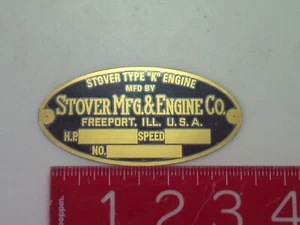 STOVER TYPE "K" ENGINE
MFD BY
STOVER MFG. & ENGINE CO.
FREEPORT, ILL. U. S. A.
H.P. SPEED
NO.
1 2 3 4